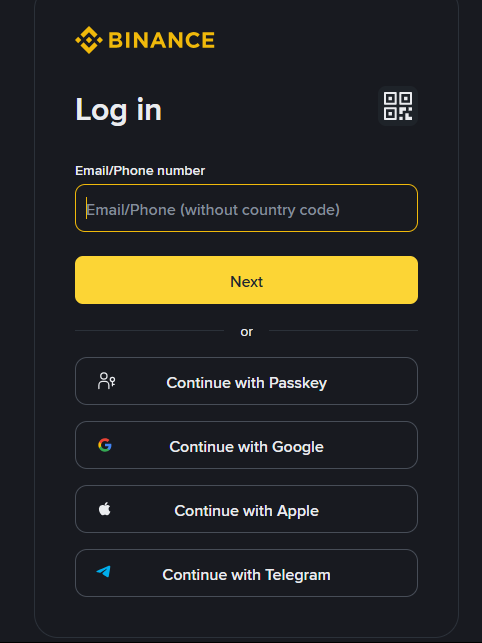 BINANCE
Log in
Email/Phone number
Email/Phone (without country code)
Next
or
Continue with Passkey
Continue with Google
Continue with Apple
Continue with Telegram